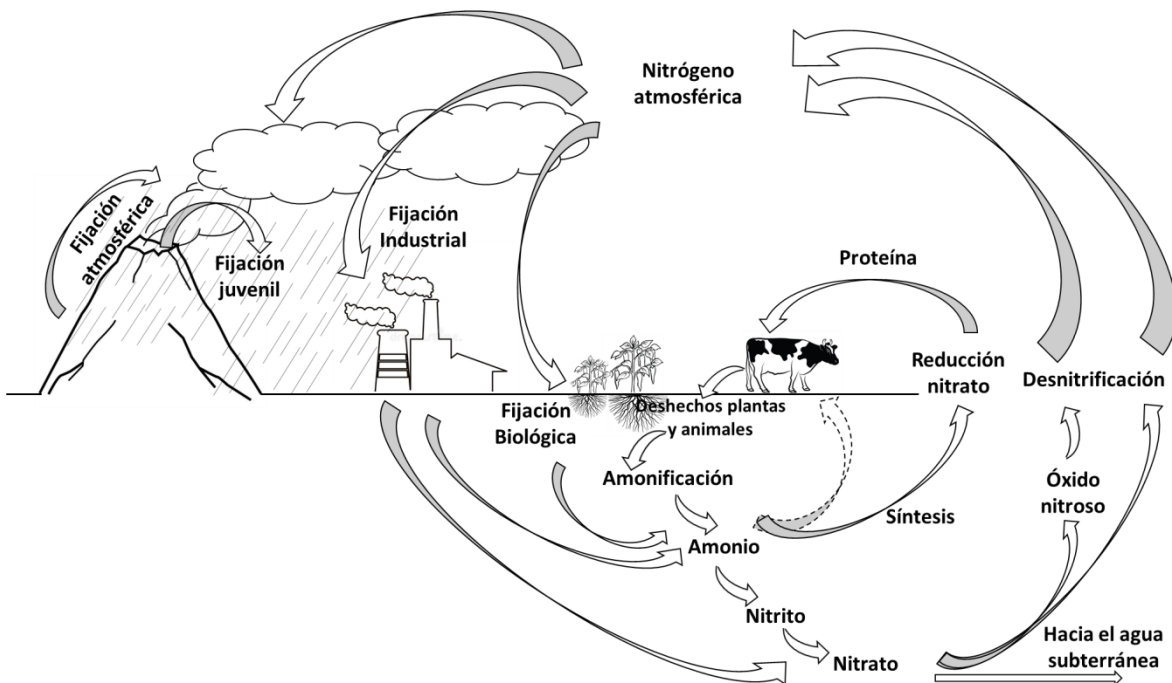 Nitrógeno
atmosférica
Fijación
atmosférica
Fijación
juvenil
Fijación
Industrial
Proteína
Reducción
nitrato
Desnitrificación
Fijación
Biológica
Deshechos plantas
y animales
Amonificación
Óxido
nitroso
Síntesis
Amonio
Nitrito
Nitrato
Hacia el agua
subterránea